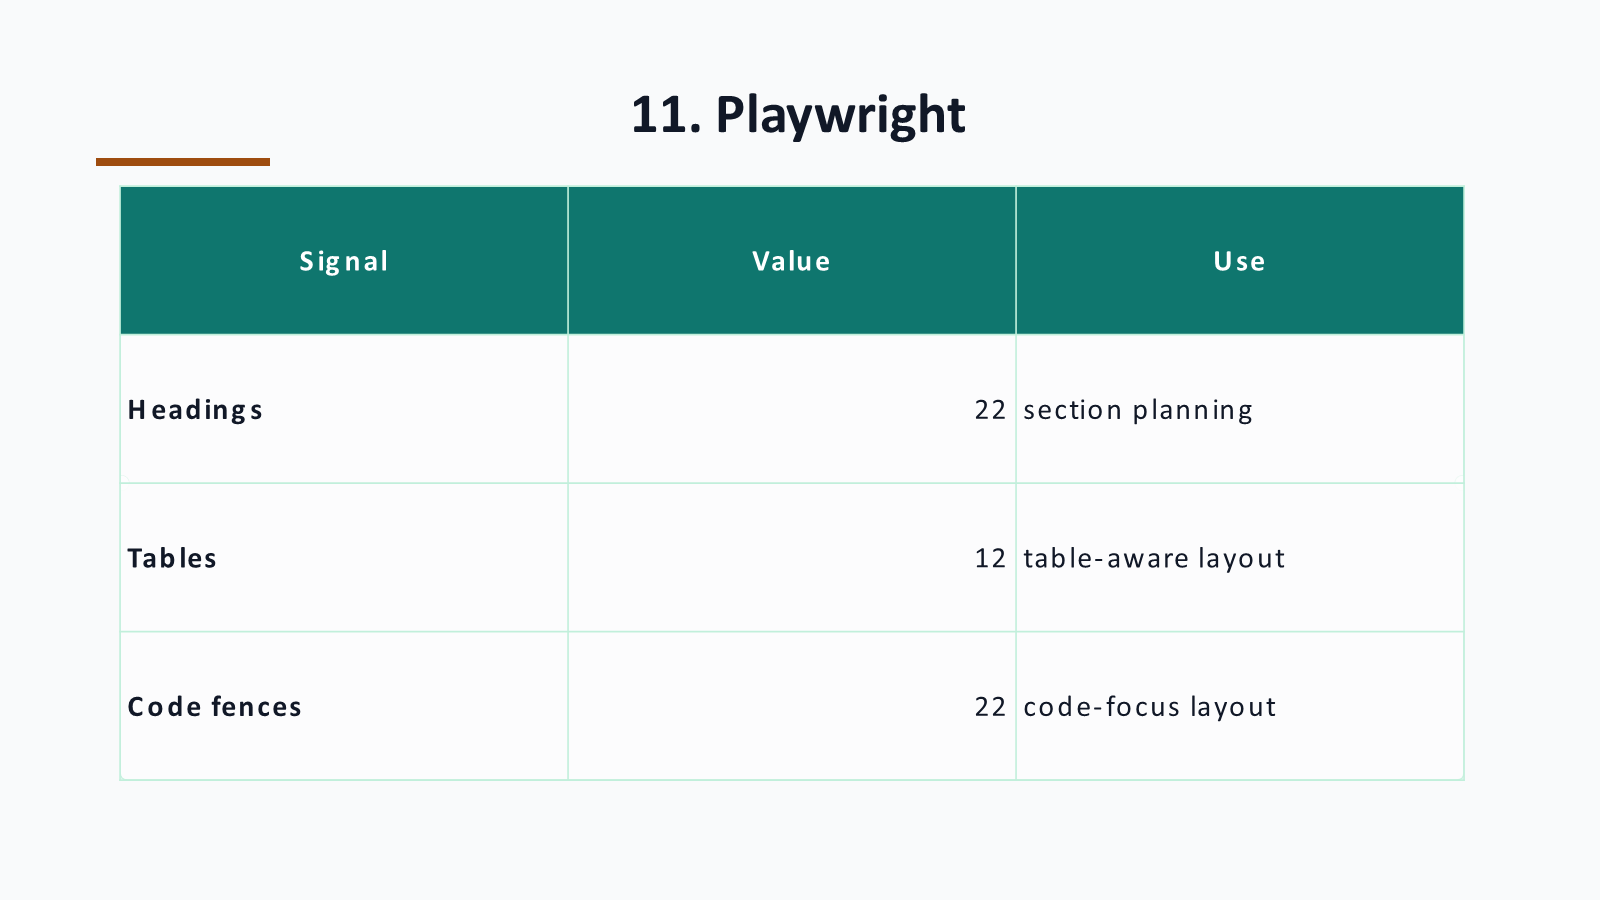 11. Playwright
Signal Value Use
Headings 22 section planning
Tables 12 table-aware layout
Code fences 22 code-focus layout